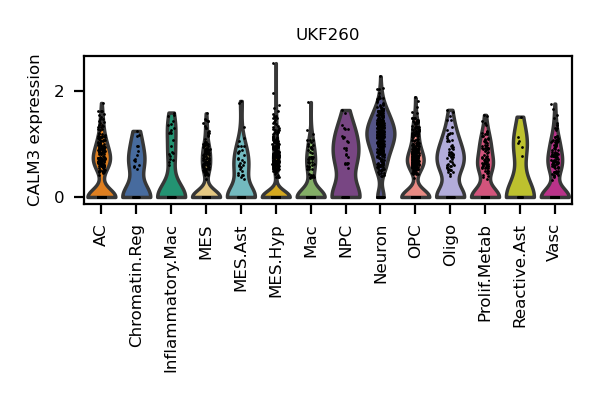 UKF260
CALM3 expression
2
0
AC
Chromatin.Reg
Inflammatory.Mac
MES
MES.Ast
MES.Hyp
Mac
NPC
Neuron
OPC
Oligo
Prolif.Metab
Reactive.Ast
Vasc